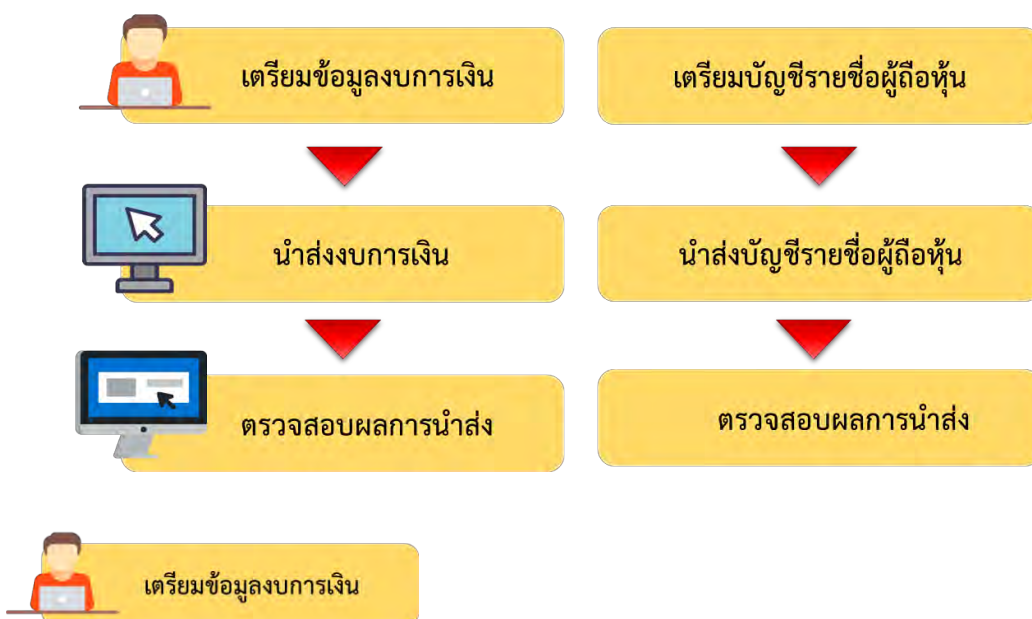 เตรียมข้อมูลงบการเงิน
เตรียมบัญชีรายชื่อผู้ถือหุ้น
นำส่งงบการเงิน
นำส่งบัญชีรายชื่อผู้ถือหุ้น
ตรวจสอบผลการนำส่ง
ตรวจสอบผลการนำส่ง
เตรียมข้อมูลงบการเงิน